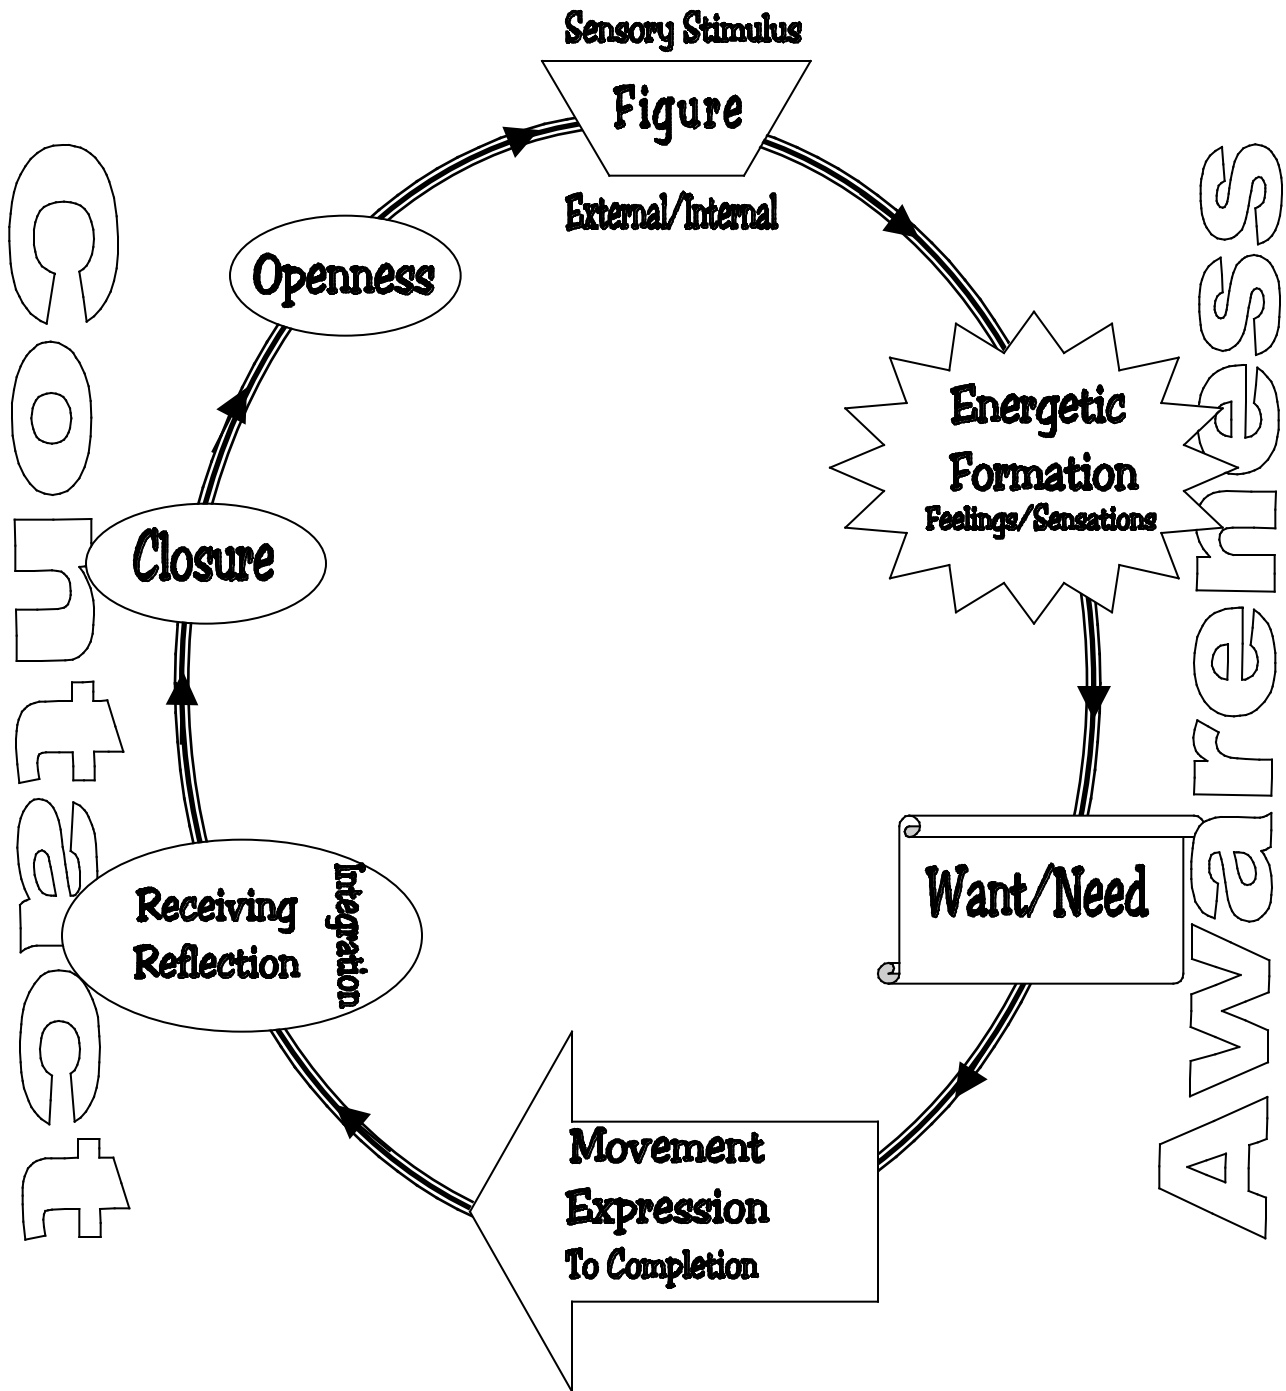 Sensory Stimulus
Figure
External/Internal
Energetic
Formation
Feelings/Sensations
Want/Need
Movement
Expression
To Completion
Receiving
Reflection
Integration
Closure
Openness
Contact
Awareness